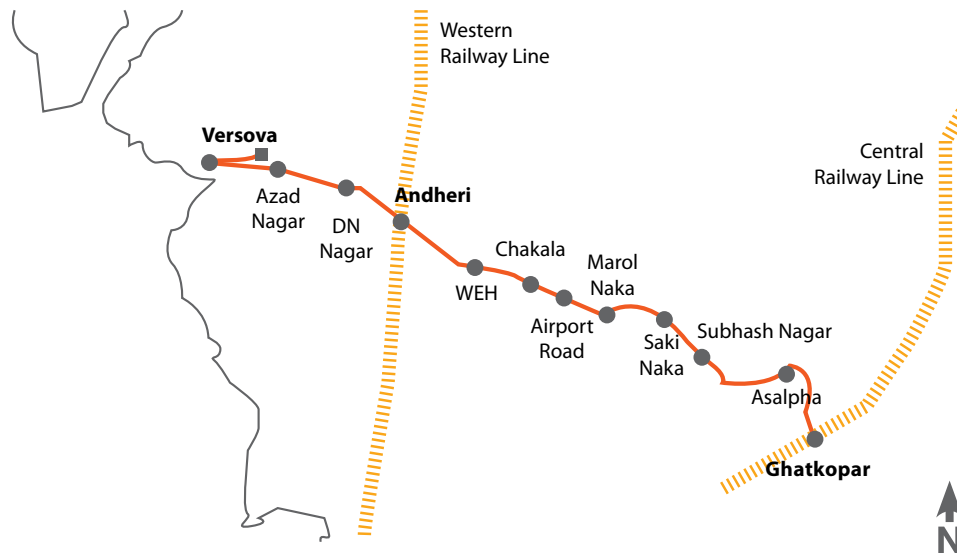 Western
Railway Line
Central
Railway Line
Versova
Azad
Nagar
DN
Nagar
Andheri
WEH
Chakala
Airport
Road
Marol
Naka
Saki
Naka
Subhash Nagar
Asalpha
Ghatkopar
N